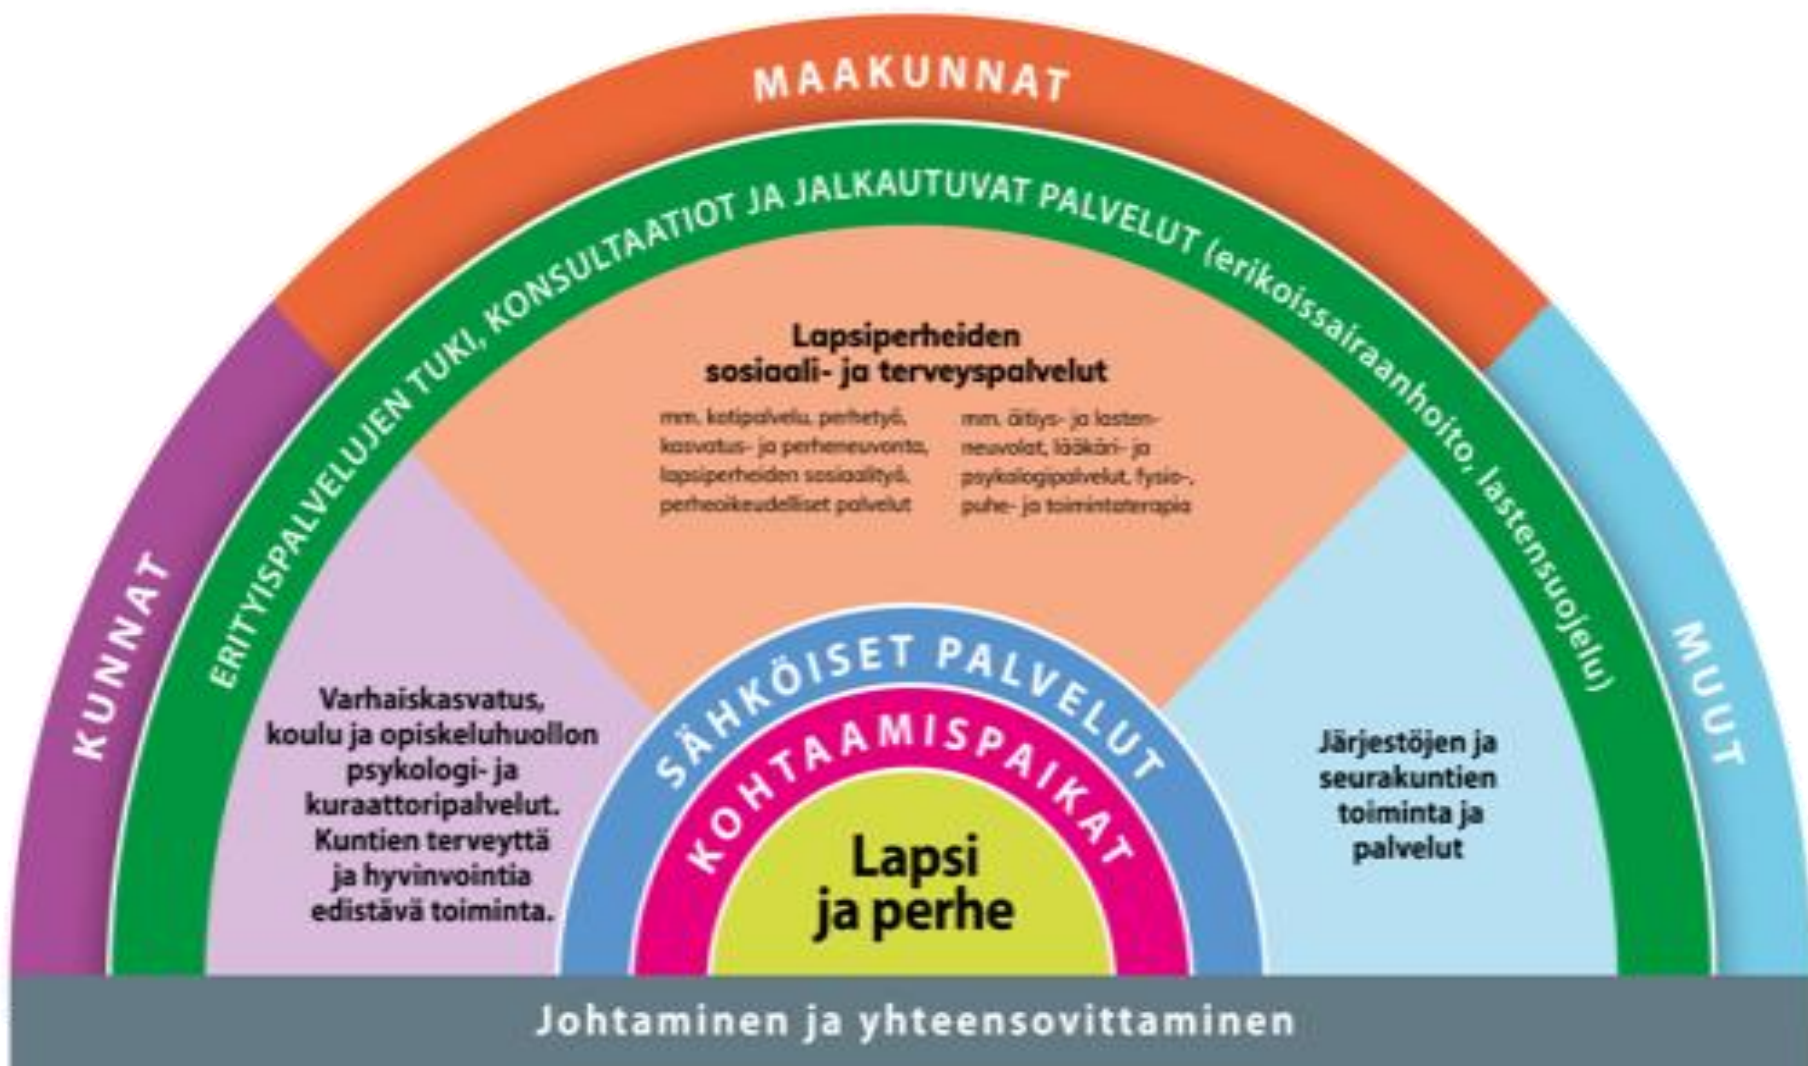 MAAKUNNAT
KUNNAT
MUUT
ERITYISPALVELUJEN TUKI, KONSULTAATIOT JA JALKAUTUVAT PALVELUT (erikoissairaanhoito, lastensuojelu)
Lapsiperheiden
sosiaali- ja terveyspalvelut
mm. kotipalvelu, perhetyö,
kasvatus- ja perheneuvonta,
lapsiperheiden sosiaalityö,
perheoikeudelliset palvelut
mm. äitiys- ja lasten-
neuvolat, lääkäri- ja
psykologipalvelut, fysio-,
puhe- ja toimintaterapia
Varhaiskasvatus,
koulu ja opiskeluhuollon
psykologi- ja
kuraattoripalvelut.
Kuntien terveyttä
ja hyvinvointia
edistävä toiminta.
Järjestöjen ja
seurakuntien
toiminta ja
palvelut
SÄHKÖISET PALVELUT
KOHTAAMISPAIKAT
Lapsi
ja perhe
Johtaminen ja yhteensovittaminen